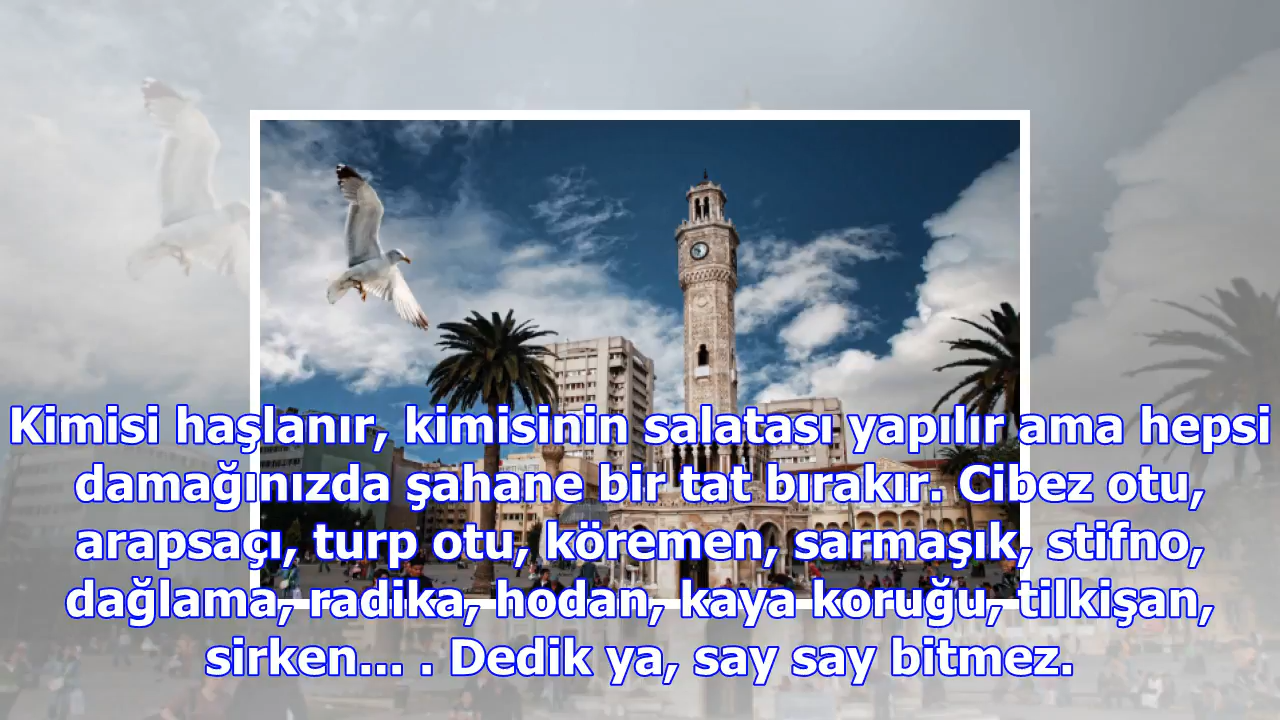 Kimisi haşlanır, kimisinin salatası yapılır ama hepsi
damağınızda şahane bir tat bırakır. Cibez otu,
arapsaçı, turp otu, köremen, sarmaşık, stifno,
dağlama, radika, hodan, kaya koruğu, tilkişan,
sirken... . Dedik ya, say say bitmez.